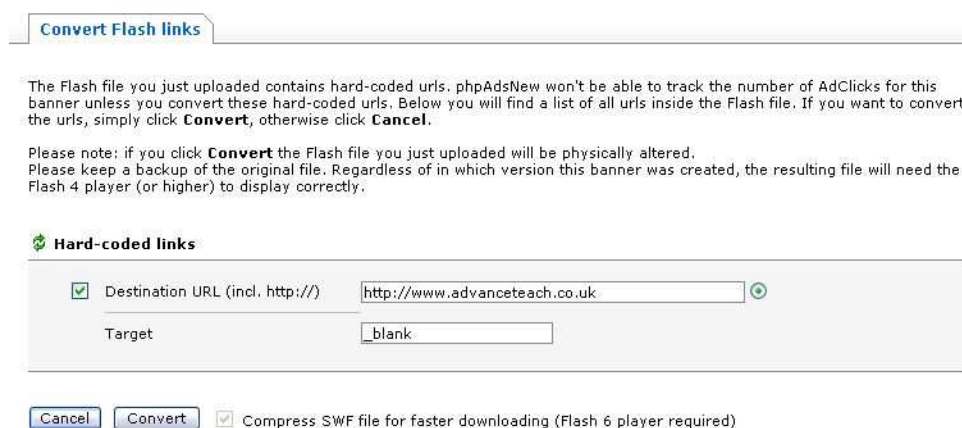 Convert Flash links
The Flash file you just uploaded contains hard-coded urls. phpAdsNew won't be able to track the number of AdClicks for this
banner unless you convert these hard-coded urls. Below you will find a list of all urls inside the Flash file. If you want to convert
the urls, simply click Convert, otherwise click Cancel.
Please note: if you click Convert the Flash file you just uploaded will be physically altered.
Please keep a backup of the original file. Regardless of in which version this banner was created, the resulting file will need the
Flash 4 player (or higher) to display correctly.
Hard-coded links
Destination URL (incl. http://) http://www.advanceteach.co.uk
Target _blank
Cancel Convert Compress SWF file for faster downloading (Flash 6 player required)